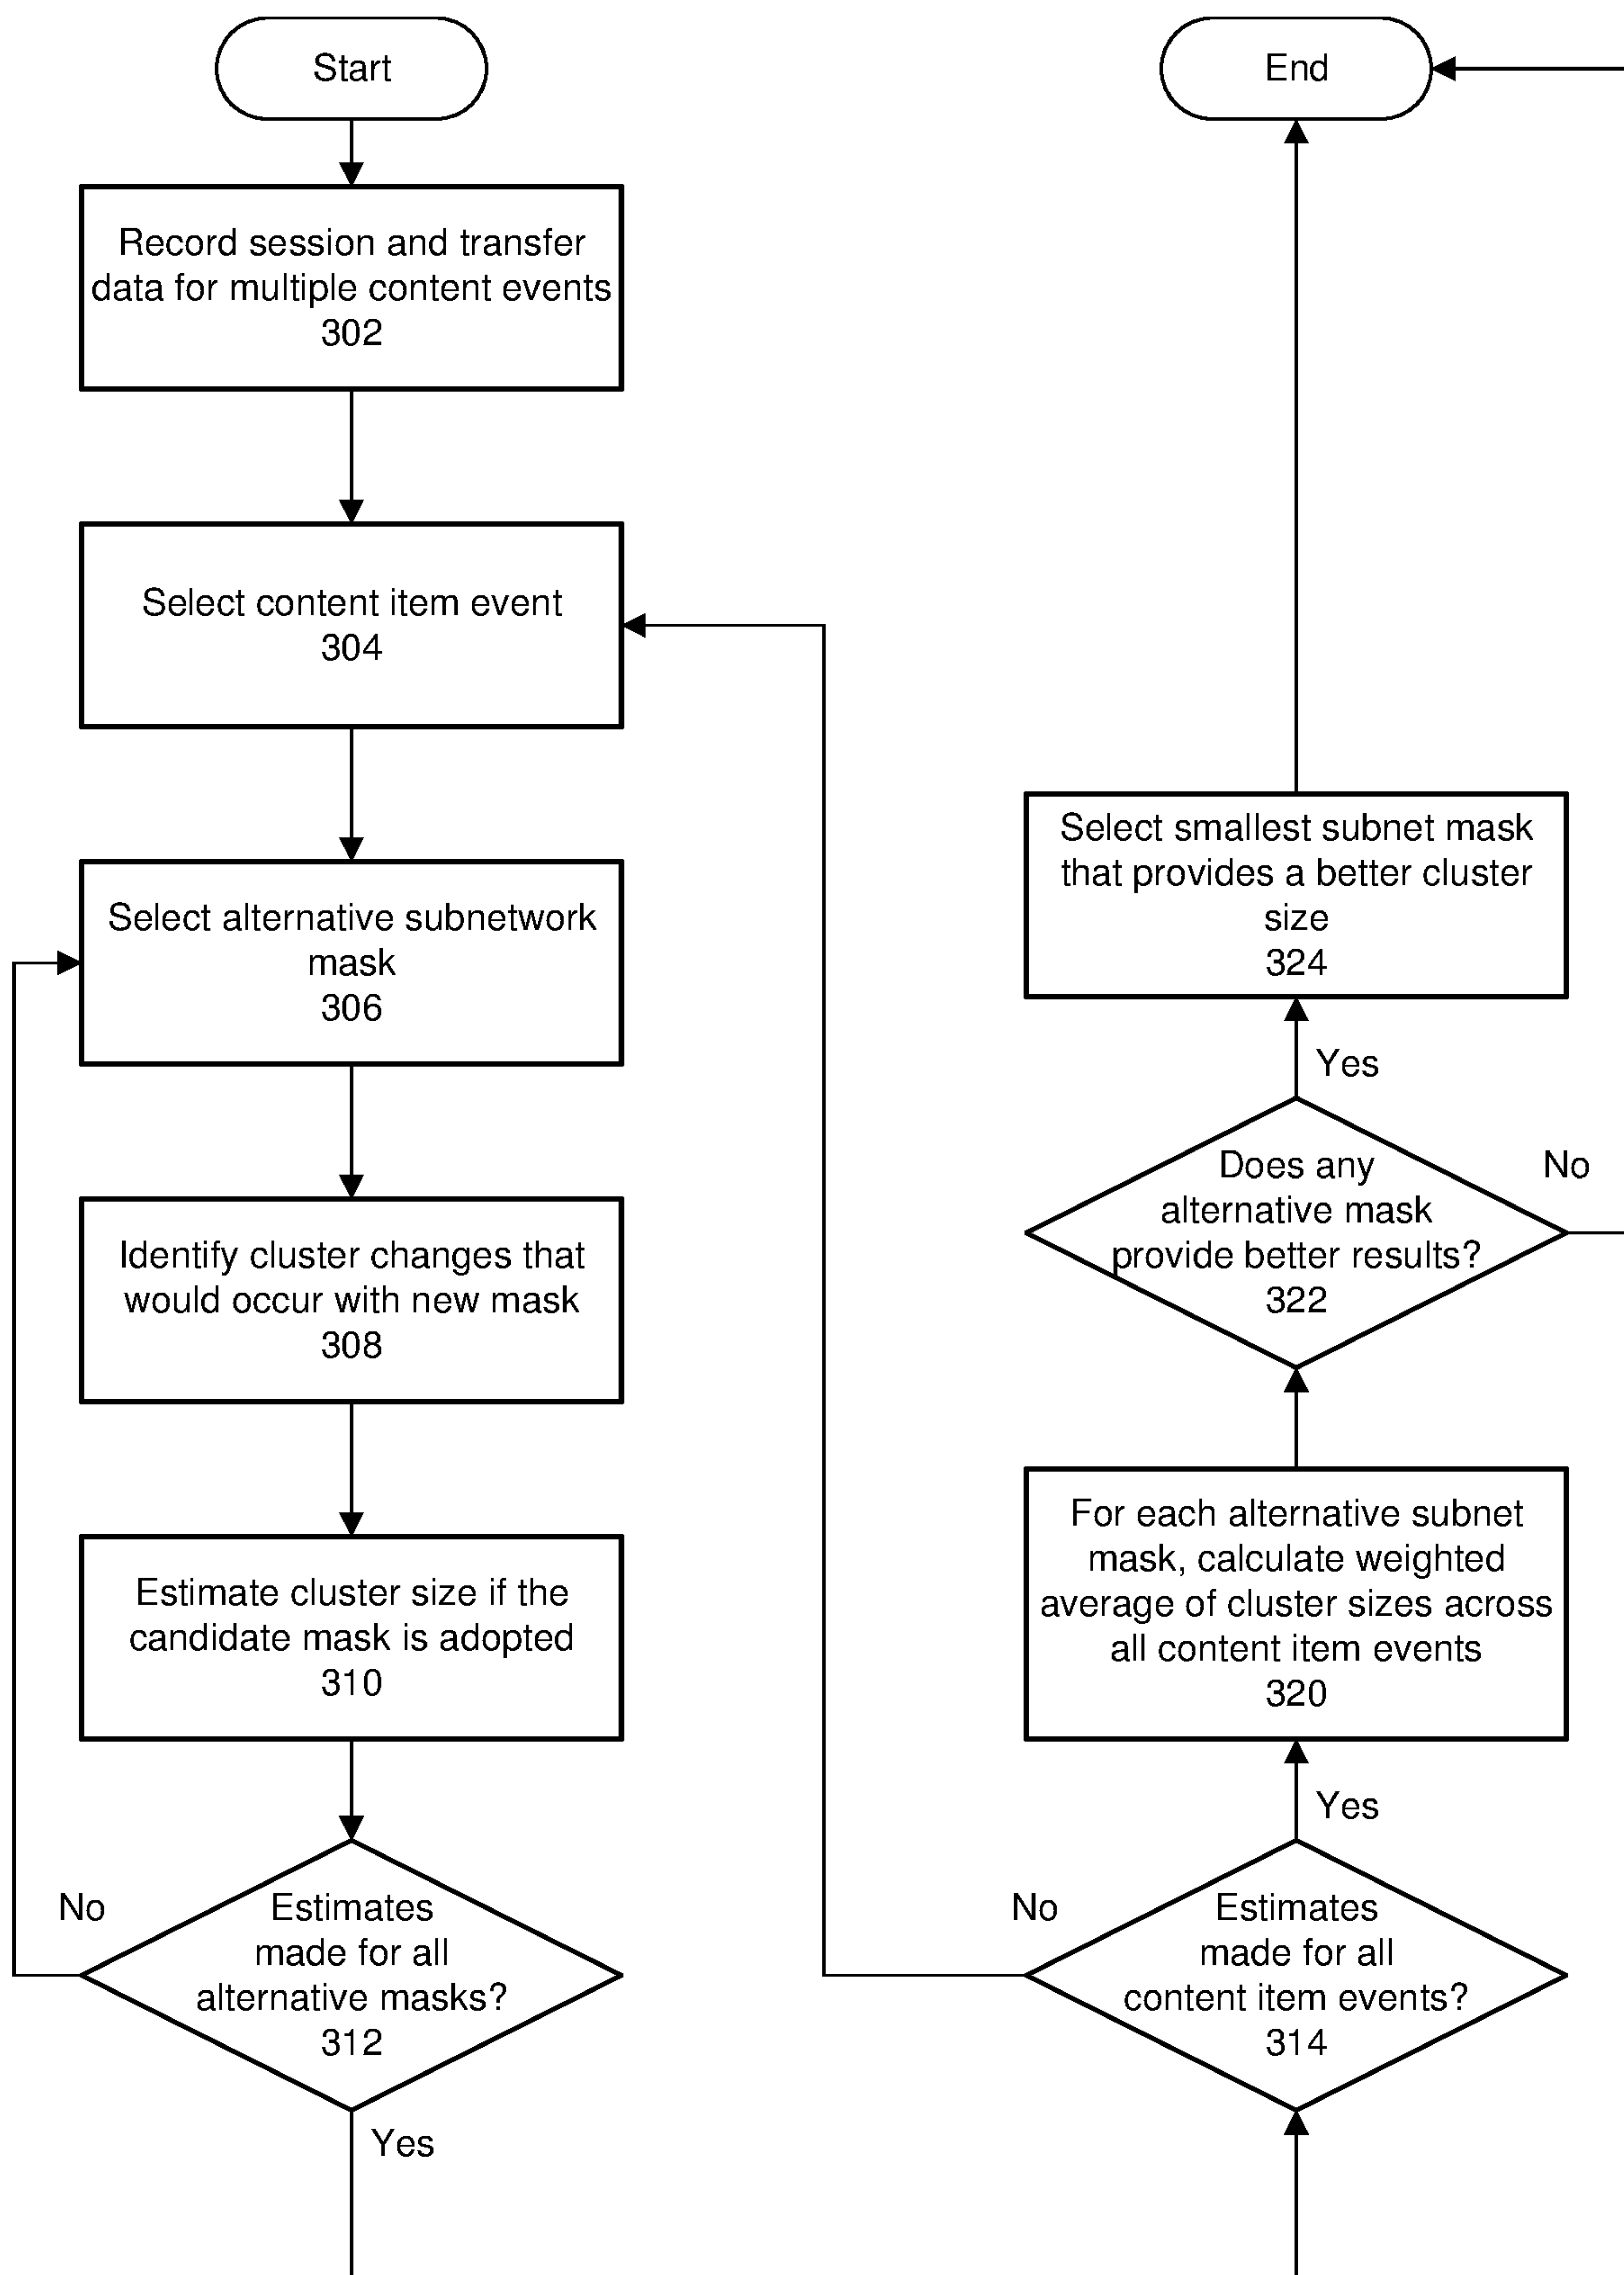 Start
Record session and transfer
data for multiple content events
302
Select content item event
304
Select alternative subnetwork
mask
306
Identify cluster changes that
would occur with new mask
308
Estimate cluster size if the
candidate mask is adopted
310
No
Estimates
made for all
alternative masks?
312
Yes
End
Select smallest subnet mask
that provides a better cluster
size
324
Yes
Does any
alternative mask
provide better results?
322
No
For each alternative subnet
mask, calculate weighted
average of cluster sizes across
all content item events
320
Yes
No
Estimates
made for all
content item events?
314